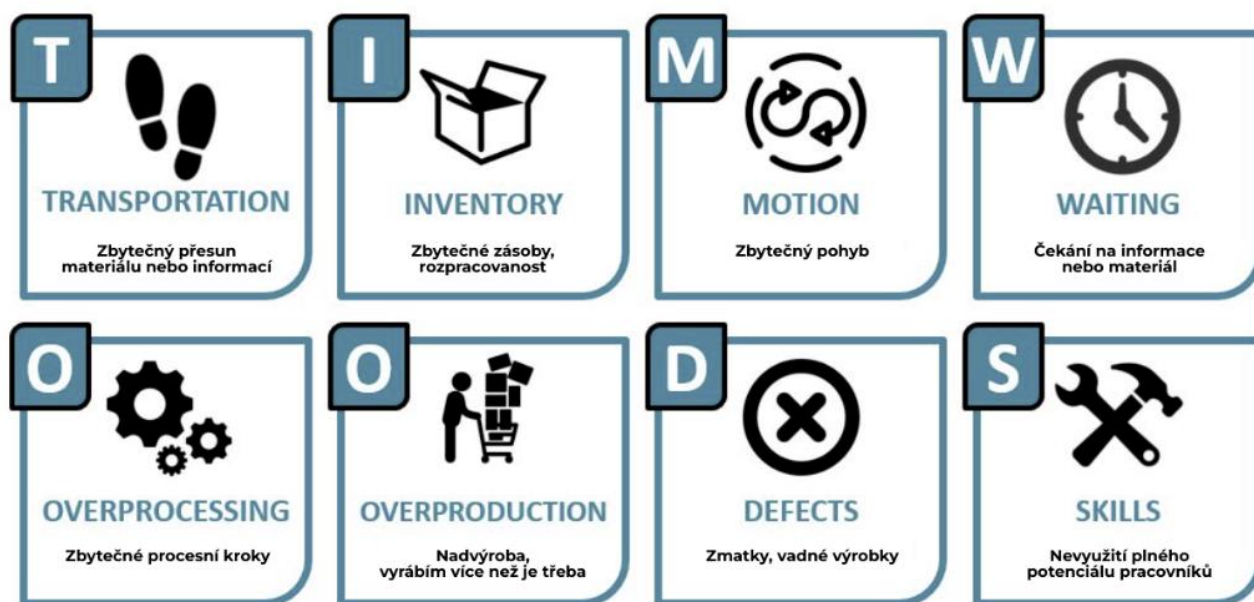 T
TRANSPORTATION
Zbytečný přesun
materiálu nebo informací
I
INVENTORY
Zbytečné zásoby,
rozpracovanost
M
MOTION
Zbytečný pohyb
W
WAITING
Čekání na informace
nebo materiál
O
OVERPROCESSING
Zbytečné procesní kroky
O
OVERPRODUCTION
Nadvýroba,
vyrábím více než je třeba
D
DEFECTS
Zmatky, vadné výrobky
S
SKILLS
Nevyužití plného
potenciálu pracovníků